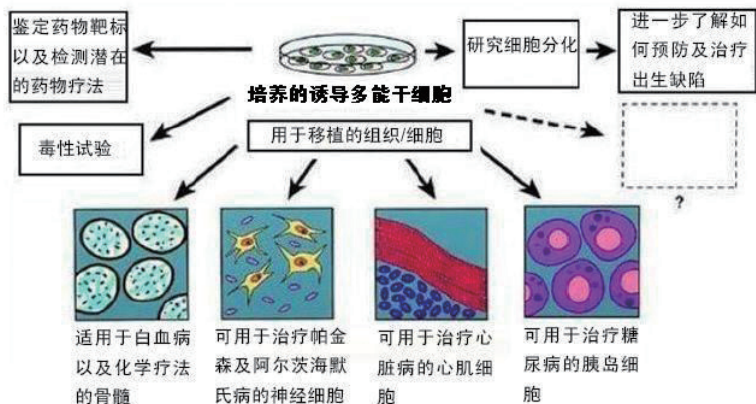 鉴定药物靶标
以及检测潜在
的药物疗法
研究细胞分化
进一步了解如
何预防及治疗
出生缺陷
培养的诱导多能干细胞
毒性试验
用于移植的组织/细胞
?
适用于白血病
以及化学疗法
的骨髓
可用于治疗帕金
森及阿尔茨海默
氏病的神经细胞
可用于治疗心
脏病的心肌细
胞
可用于治疗糖
尿病的胰岛细
胞